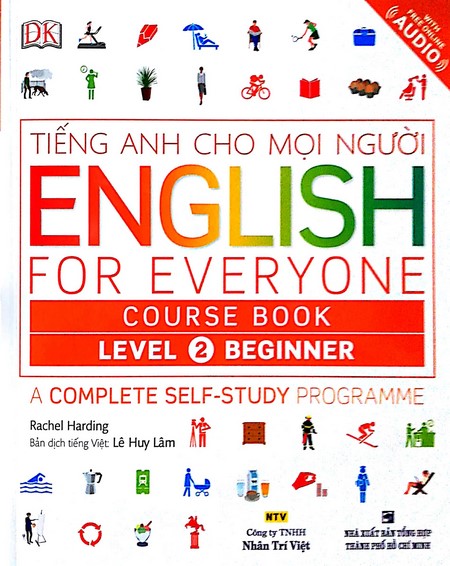 DK
WITH
FREE ONLINE
AUDIO
TIẾNG ANH CHO MỌI NGƯỜI
ENGLISH
FOR EVERYONE
COURSE BOOK
LEVEL 2 BEGINNER
A COMPLETE SELF-STUDY PROGRAMME
Rachel Harding
Bản dịch tiếng Việt: Lê Huy Lâm
NTV
Công ty TNHH
Nhân Trí Việt
NHÀ XUẤT BẢN TỔNG HỢP
THÀNH PHỐ HỒ CHÍ MINH